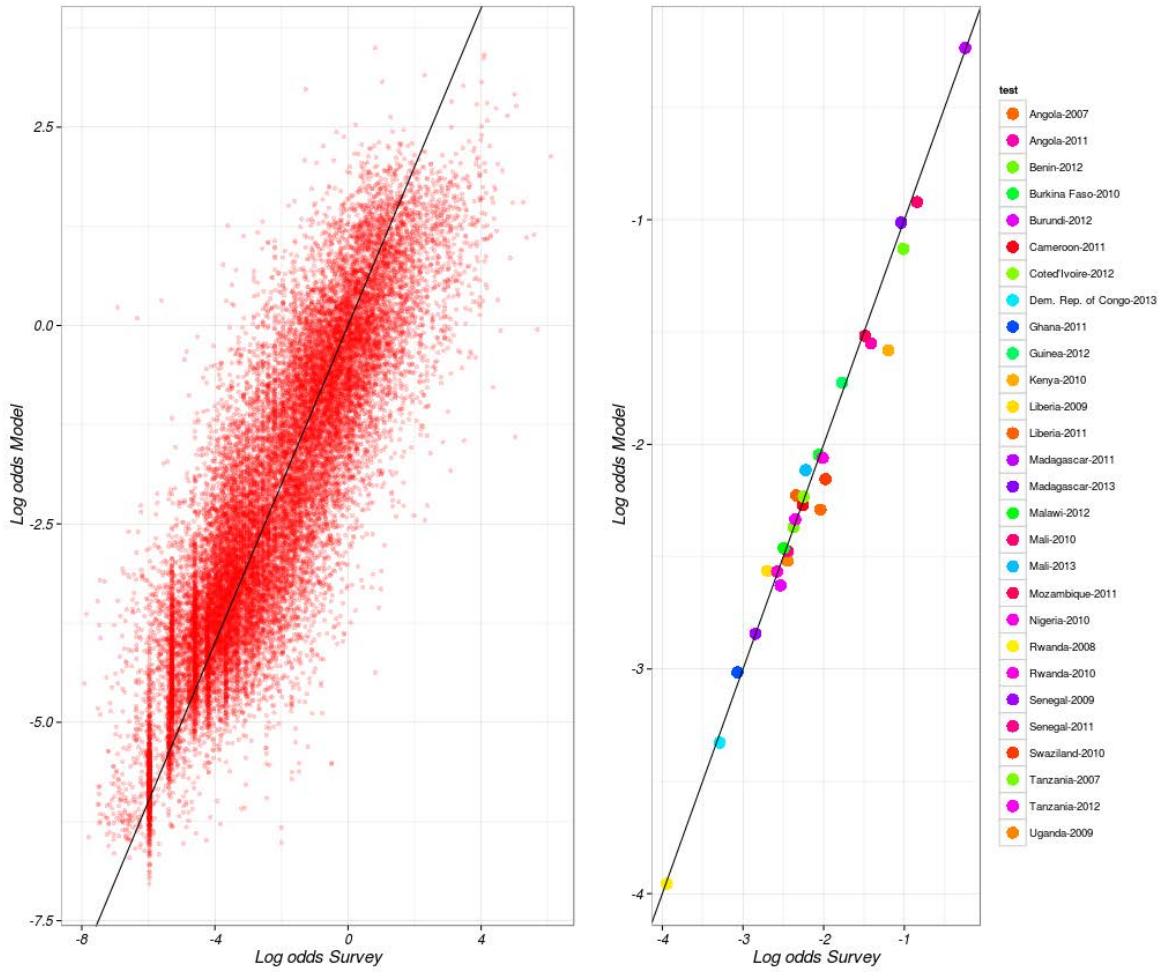 2.5
0.0
-2.5
-5.0
-7.5
-8
-4
0
4
Log odds Model
Log odds Survey
-1
-2
-3
-4
-4
-3
-2
-1
Log odds Model
Log odds Survey
test
Angola-2007
Angola-2011
Benin-2012
Burkina Faso-2010
Burundi-2012
Cameroon-2011
Coted'Ivoire-2012
Dem. Rep. of Congo-2013
Ghana-2011
Guinea-2012
Kenya-2010
Liberia-2009
Liberia-2011
Madagascar-2011
Madagascar-2013
Malawi-2012
Mali-2010
Mali-2013
Mozambique-2011
Nigeria-2010
Rwanda-2008
Rwanda-2010
Senegal-2009
Senegal-2011
Swaziland-2010
Tanzania-2007
Tanzania-2012
Uganda-2009